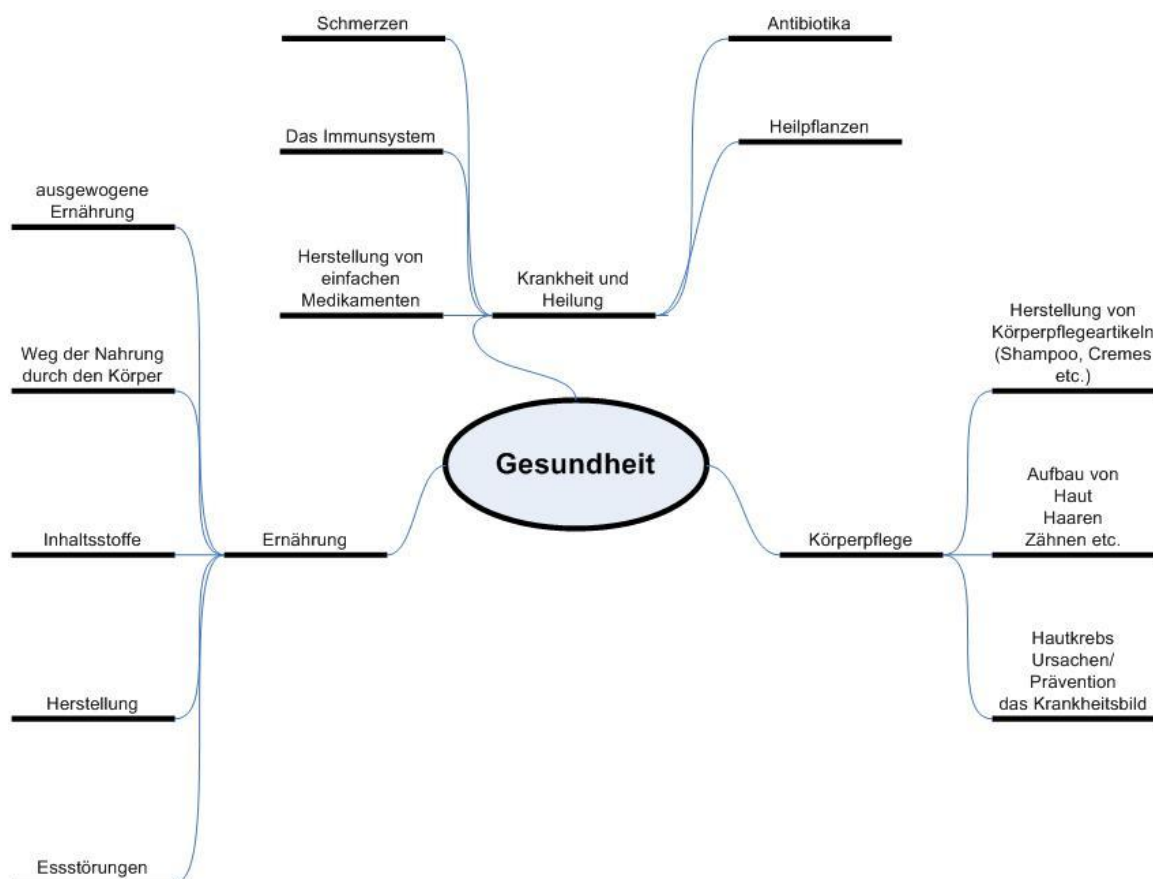 Schmerzen
Antibiotika
Das Immunsystem
Heilpflanzen
ausgewogene
Ernährung
Herstellung von
einfachen
Medikamenten
Krankheit und
Heilung
Herstellung von
Körperpflegeartikeln
(Shampoo, Cremes
etc.)
Weg der Nahrung
durch den Körper
Gesundheit
Aufbau von
Haut
Haaren
Zähnen etc.
Inhaltsstoffe
Ernährung
Körperpflege
Hautkrebs
Ursachen/
Prävention
das Krankheitsbild
Herstellung
Essstörungen